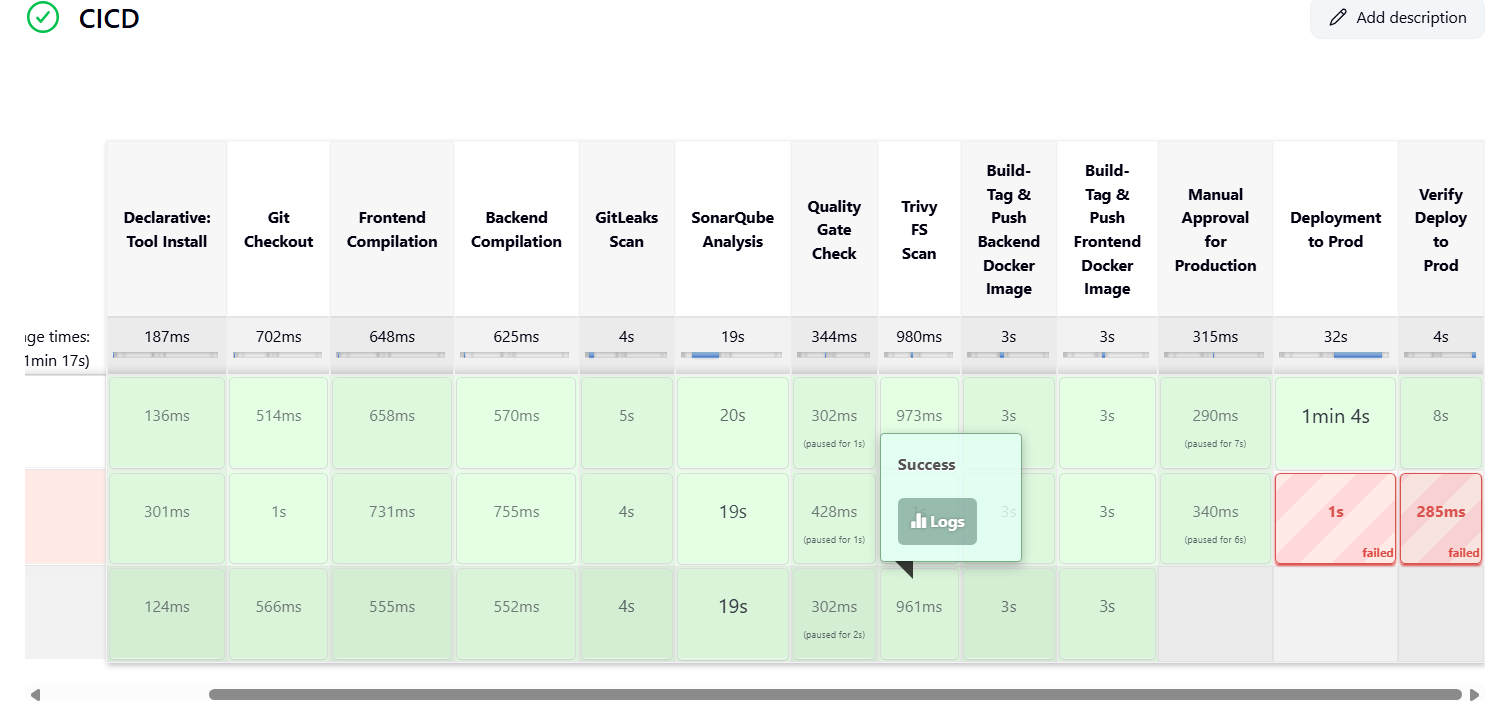 CICD
Add description
Declarative:
Tool Install
Git
Checkout
Frontend
Compilation
Backend
Compilation
GitLeaks
Scan
SonarQube
Analysis
Quality
Gate
Check
Trivy
FS
Scan
Build-
Tag &
Push
Backend
Docker
Image
Build-
Tag &
Push
Frontend
Docker
Image
Manual
Approval
for
Production
Deployment
to Prod
Verify
Deploy
to
Prod
times:
1min 17s)
187ms 702ms 648ms 625ms 4s 19s 344ms 980ms 3s 3s 315ms 32s 4s
136ms 514ms 658ms 570ms 5s 20s 302ms 973ms 3s 3s 290ms 1min 4s 8s
(paused for 1s) (paused for 7s)
Success
Logs
301ms 1s 731ms 755ms 4s 19s 428ms 1s 3s 3s 340ms 1s 285ms
(paused for 1s) (paused for 6s) failed failed
124ms 566ms 555ms 552ms 4s 19s 302ms 961ms 3s 3s
(paused for 2s)